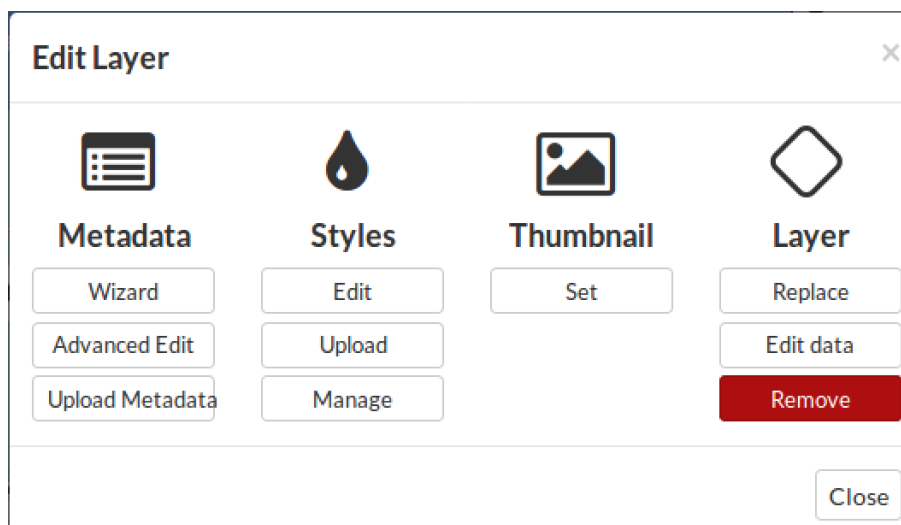 Edit Layer
×
Metadata
Styles
Thumbnail
Layer
Wizard
Edit
Set
Replace
Advanced Edit
Upload
Edit data
Upload Metadata
Manage
Remove
Close